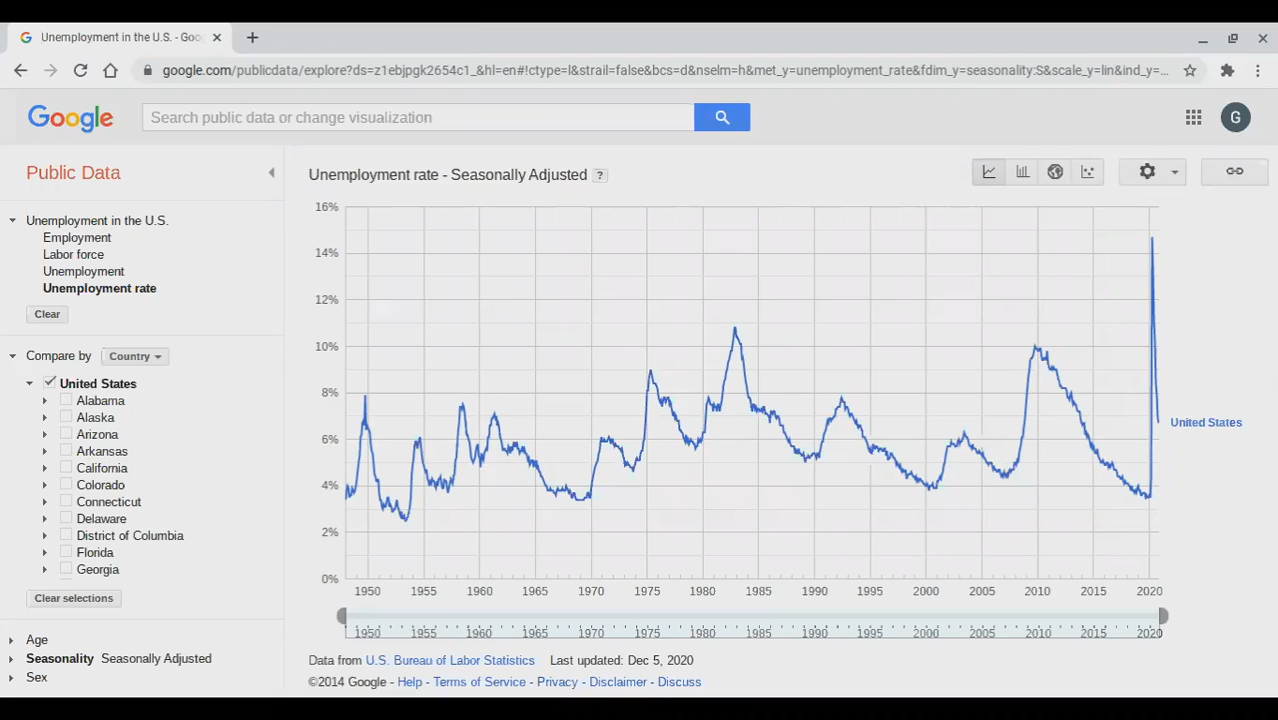 Unemployment in the U.S. - Goo
google.com/publicdata/explore?ds=z1ebjpgk2654c1_&hl=en#!ctype=l&strail=false&bcs=d&nselm=h&met_y=unemployment_rate&fdim_y=seasonality:S&scale_y=lin&ind_y=...
Google
Search public data or change visualization
G
Public Data
Unemployment in the U.S.
Employment
Labor force
Unemployment
Unemployment rate
Clear
Compare by Country
United States
Alabama
Alaska
Arizona
Arkansas
California
Colorado
Connecticut
Delaware
District of Columbia
Florida
Georgia
Clear selections
Age
Seasonality Seasonally Adjusted
Sex
Unemployment rate - Seasonally Adjusted ?
16%
14%
12%
10%
8%
6%
4%
2%
0%
United States
1950 1955 1960 1965 1970 1975 1980 1985 1990 1995 2000 2005 2010 2015 2020
1950 1955 1960 1965 1970 1975 1980 1985 1990 1995 2000 2005 2010 2015 2020
Data from U.S. Bureau of Labor Statistics Last updated: Dec 5, 2020
©2014 Google - Help - Terms of Service - Privacy - Disclaimer - Discuss